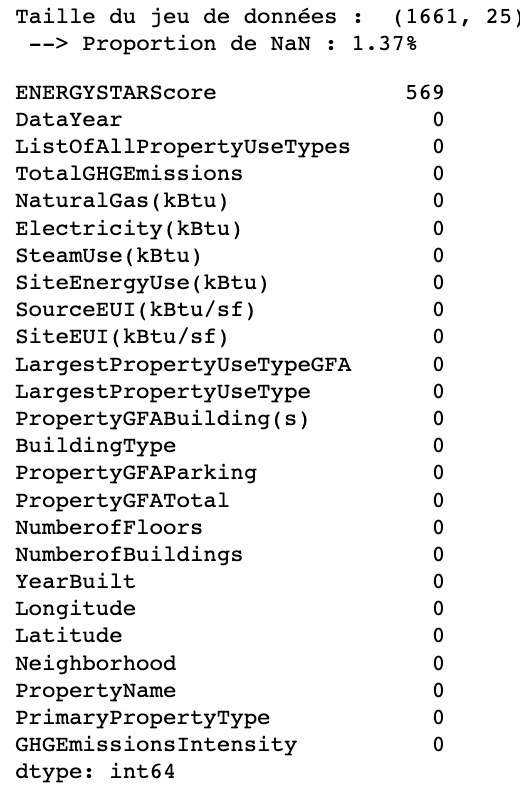 Taille du jeu de données :  (1661, 25)
 --> Proportion de NaN : 1.37%

ENERGYSTARScore                 569
DataYear                          0
ListOfAllPropertyUseTypes         0
TotalGHGEmissions                 0
NaturalGas(kBtu)                  0
Electricity(kBtu)                 0
SteamUse(kBtu)                    0
SiteEnergyUse(kBtu)               0
SourceEUI(kBtu/sf)                0
SiteEUI(kBtu/sf)                  0
LargestPropertyUseTypeGFA         0
LargestPropertyUseType            0
PropertyGFABuilding(s)            0
BuildingType                      0
PropertyGFAParking                0
PropertyGFATotal                  0
NumberofFloors                    0
NumberofBuildings                 0
YearBuilt                         0
Longitude                         0
Latitude                          0
Neighborhood                      0
PropertyName                      0
PrimaryPropertyType               0
GHGEmissionsIntensity             0
dtype: int64